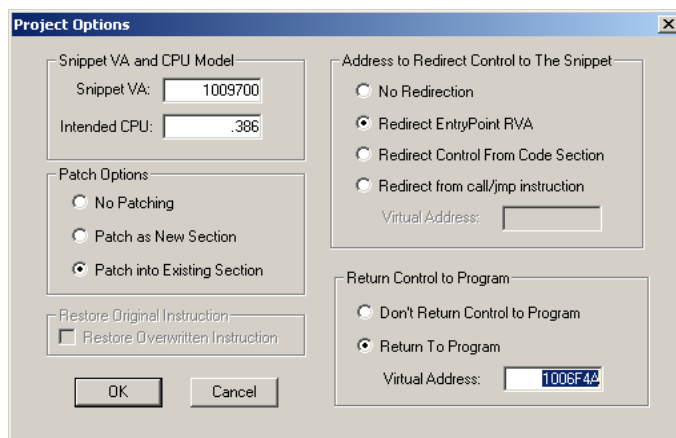 Project Options
Snippet VA and CPU Model
Snippet VA: 1009700
Intended CPU: .386
Patch Options
No Patching
Patch as New Section
Patch into Existing Section
Restore Original Instruction
Restore Overwritten Instruction
OK Cancel
Address to Redirect Control to The Snippet
No Redirection
Redirect EntryPoint RVA
Redirect Control From Code Section
Redirect from call/jmp instruction
Virtual Address:
Return Control to Program
Don't Return Control to Program
Return To Program
Virtual Address: 1006F4A